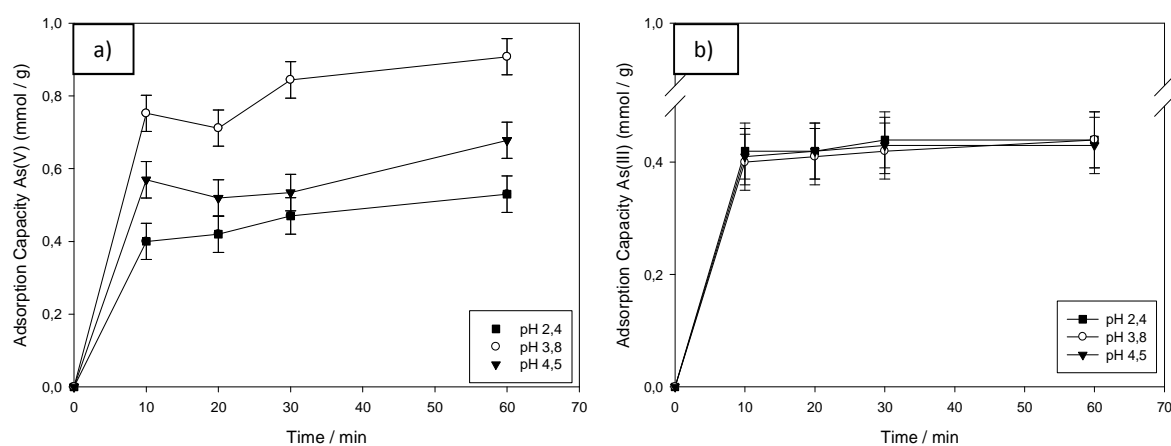 a)
Adsorption Capacity As(V) (mmol / g)
1,0
0,8
0,6
0,4
0,2
0,0
0 10 20 30 40 50 60 70
Time / min
pH 2,4
pH 3,8
pH 4,5
b)
Adsorption Capacity As(III) (mmol / g)
1,0
0,4
0,2
0,0
0 10 20 30 40 50 60 70
Time / min
pH 2,4
pH 3,8
pH 4,5